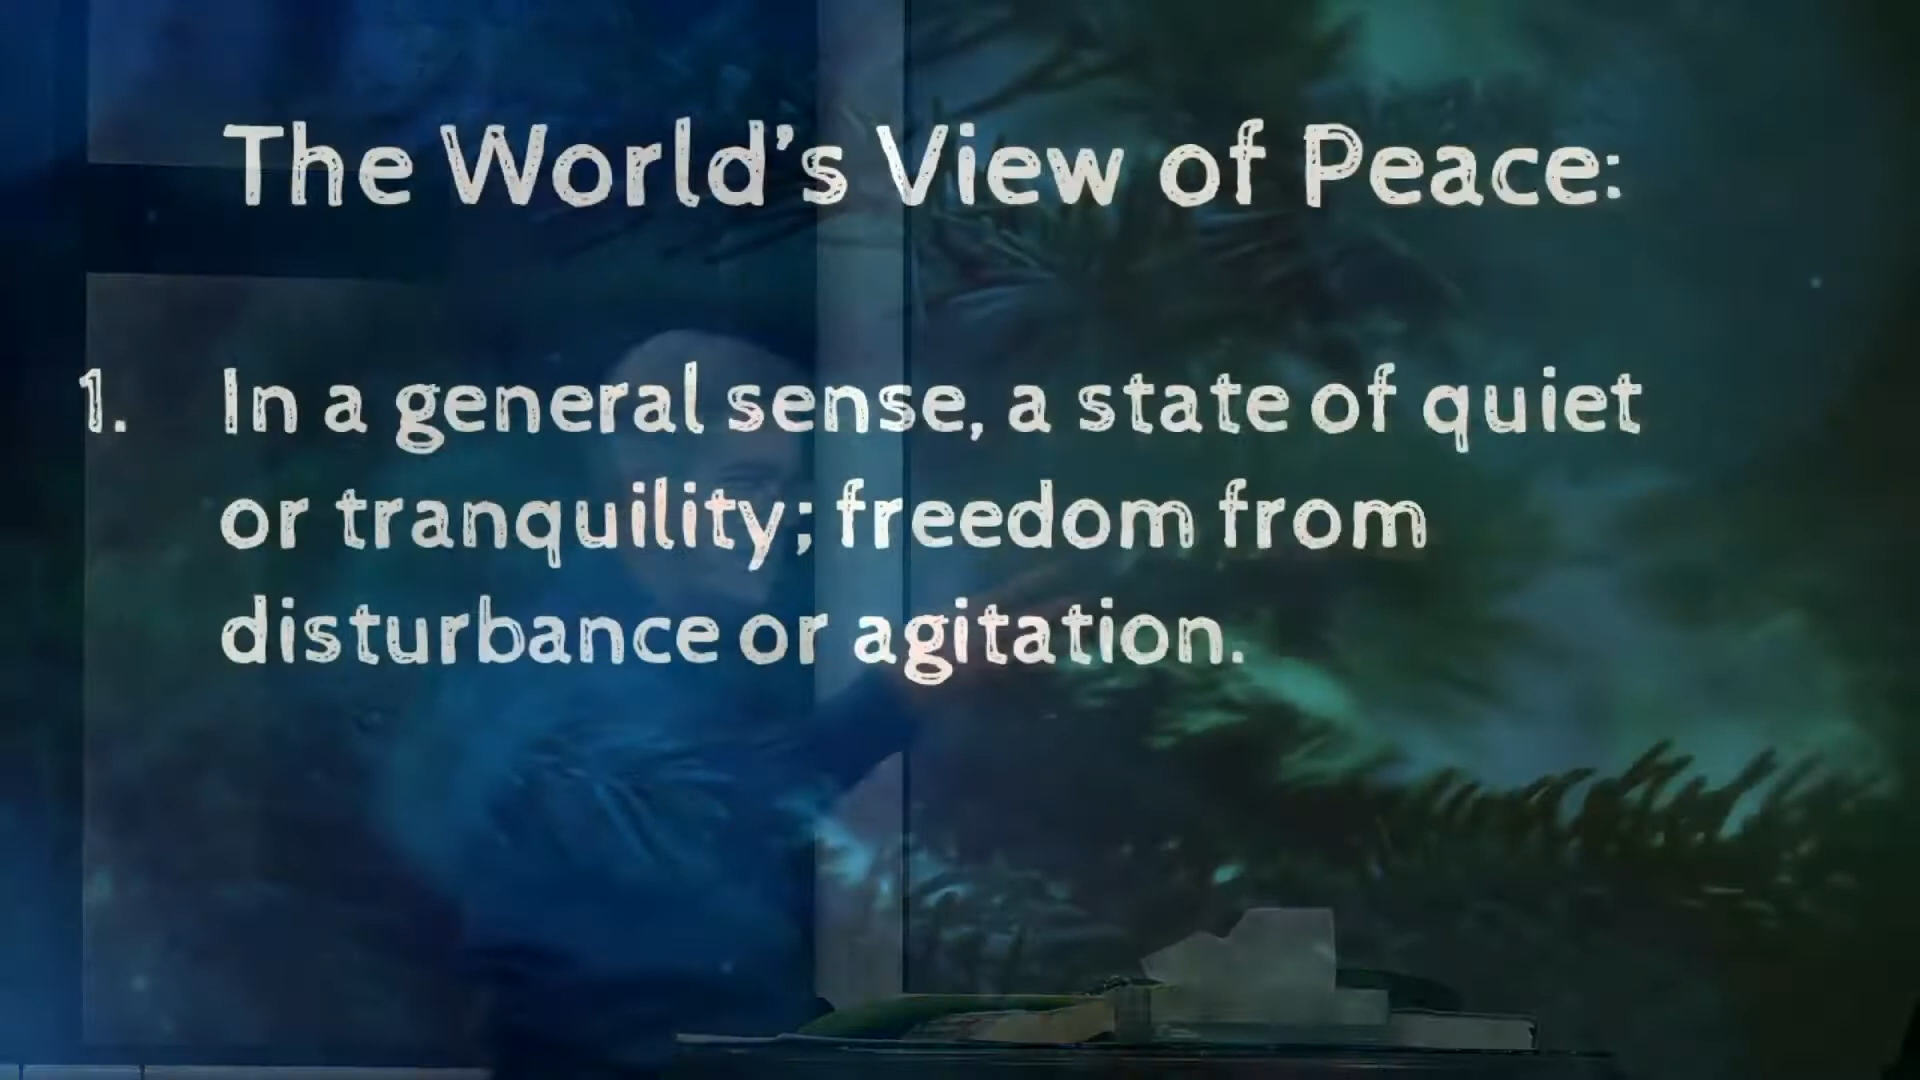 The World's View of Peace:
1. In a general sense, a state of quiet
or tranquility; freedom from
disturbance or agitation.